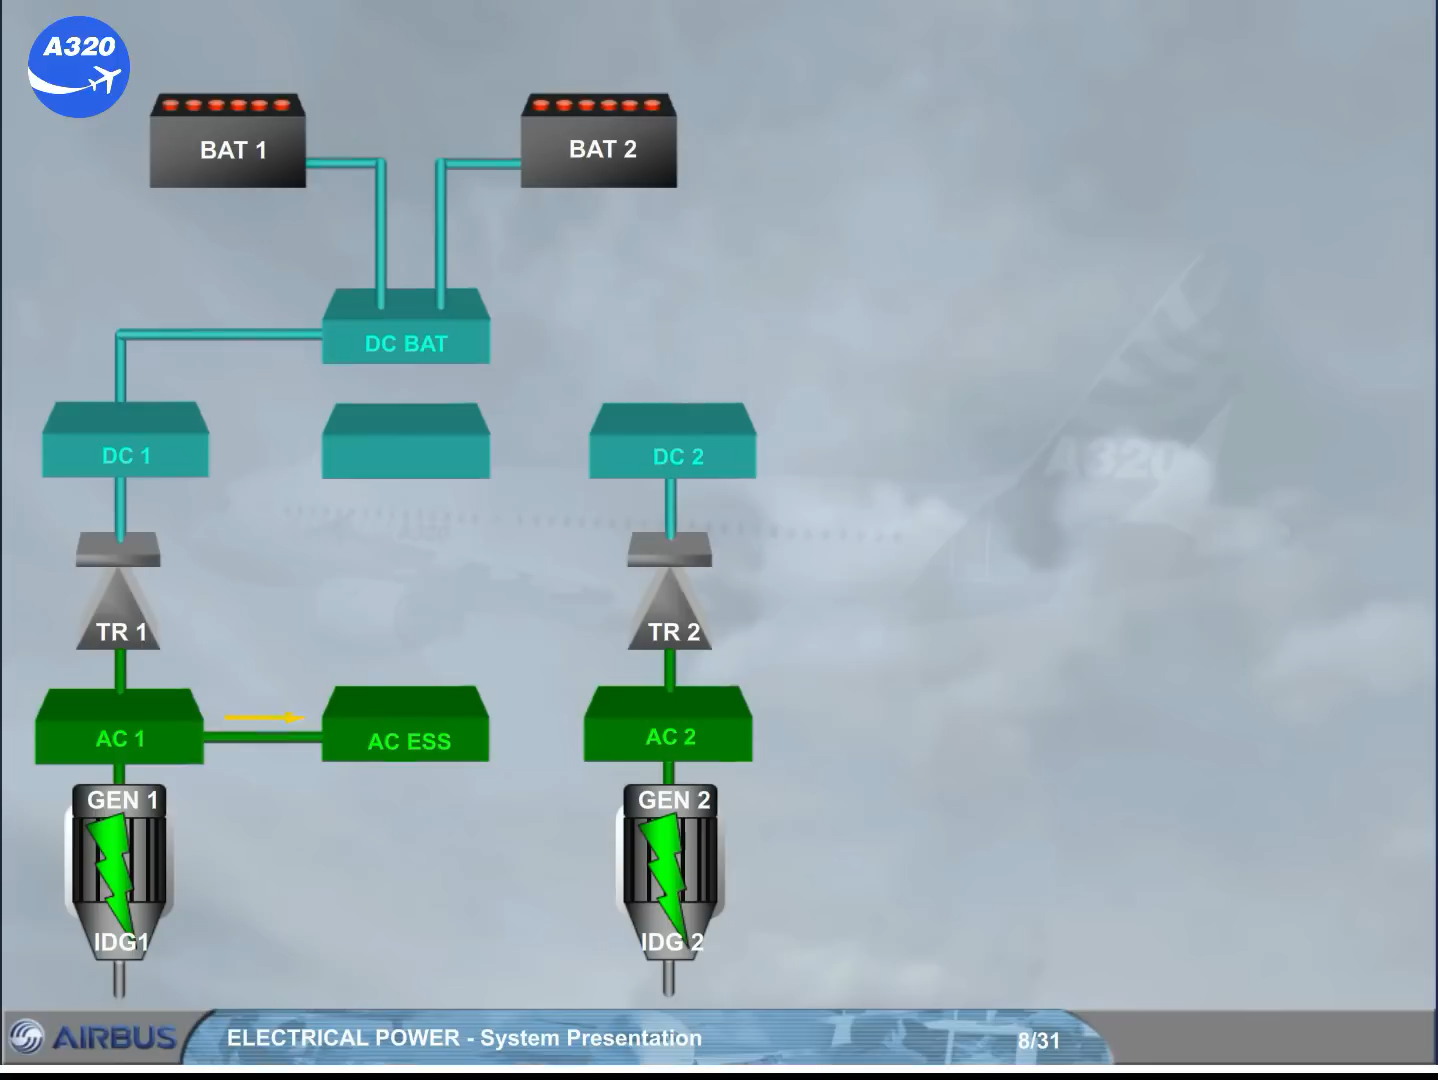 A320
BAT 1
BAT 2
DC BAT
DC 1
DC 2
A320
TR 1
TR 2
AC 1
AC ESS
AC 2
GEN 1
GEN 2
IDG1
IDG 2
AIRBUS
ELECTRICAL POWER - System Presentation
8/31